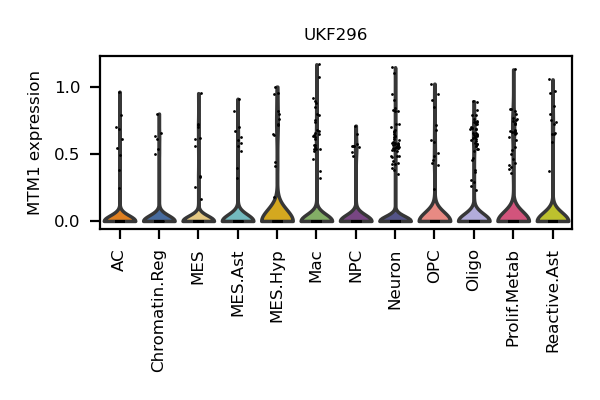 UKF296
MTM1 expression
1.0
0.5
0.0
AC
Chromatin.Reg
MES
MES.Ast
MES.Hyp
Mac
NPC
Neuron
OPC
Oligo
Prolif.Metab
Reactive.Ast